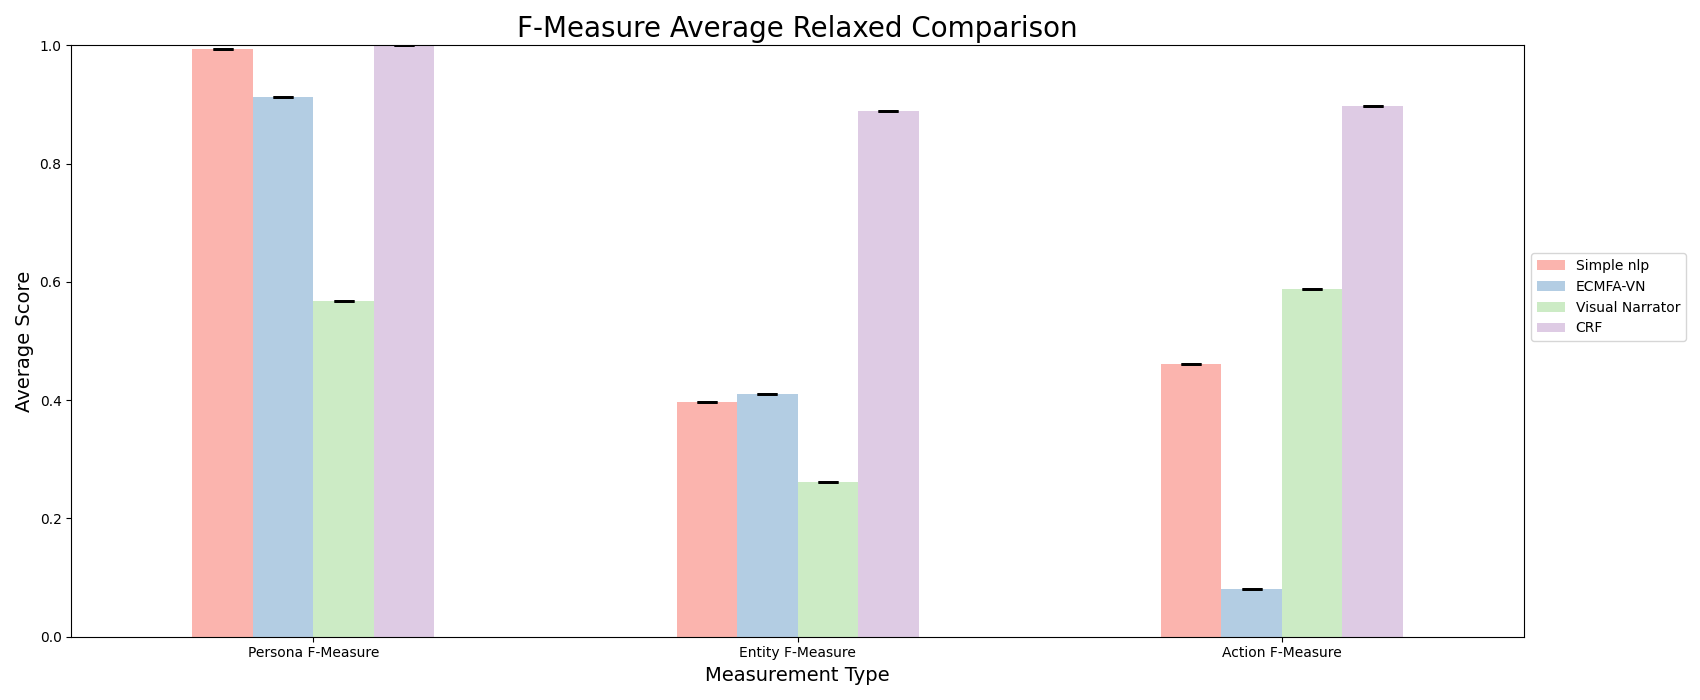 F-Measure Average Relaxed Comparison
Average Score
1.0
0.8
0.6
0.4
0.2
0.0
Persona F-Measure
Entity F-Measure
Action F-Measure
Measurement Type
Simple nlp
ECMFA-VN
Visual Narrator
CRF